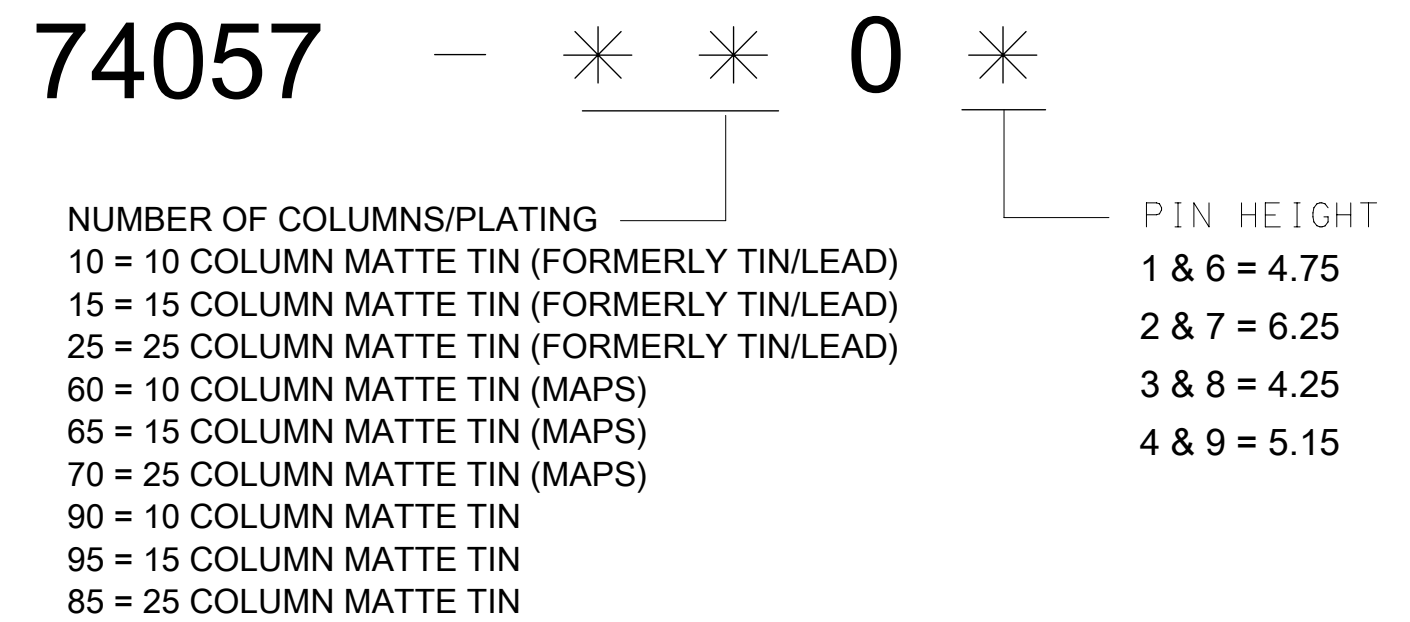 74057 - * * 0 *
NUMBER OF COLUMNS/PLATING
10 = 10 COLUMN MATTE TIN (FORMERLY TIN/LEAD)
15 = 15 COLUMN MATTE TIN (FORMERLY TIN/LEAD)
25 = 25 COLUMN MATTE TIN (FORMERLY TIN/LEAD)
60 = 10 COLUMN MATTE TIN (MAPS)
65 = 15 COLUMN MATTE TIN (MAPS)
70 = 25 COLUMN MATTE TIN (MAPS)
90 = 10 COLUMN MATTE TIN
95 = 15 COLUMN MATTE TIN
85 = 25 COLUMN MATTE TIN
PIN HEIGHT
1 & 6 = 4.75
2 & 7 = 6.25
3 & 8 = 4.25
4 & 9 = 5.15